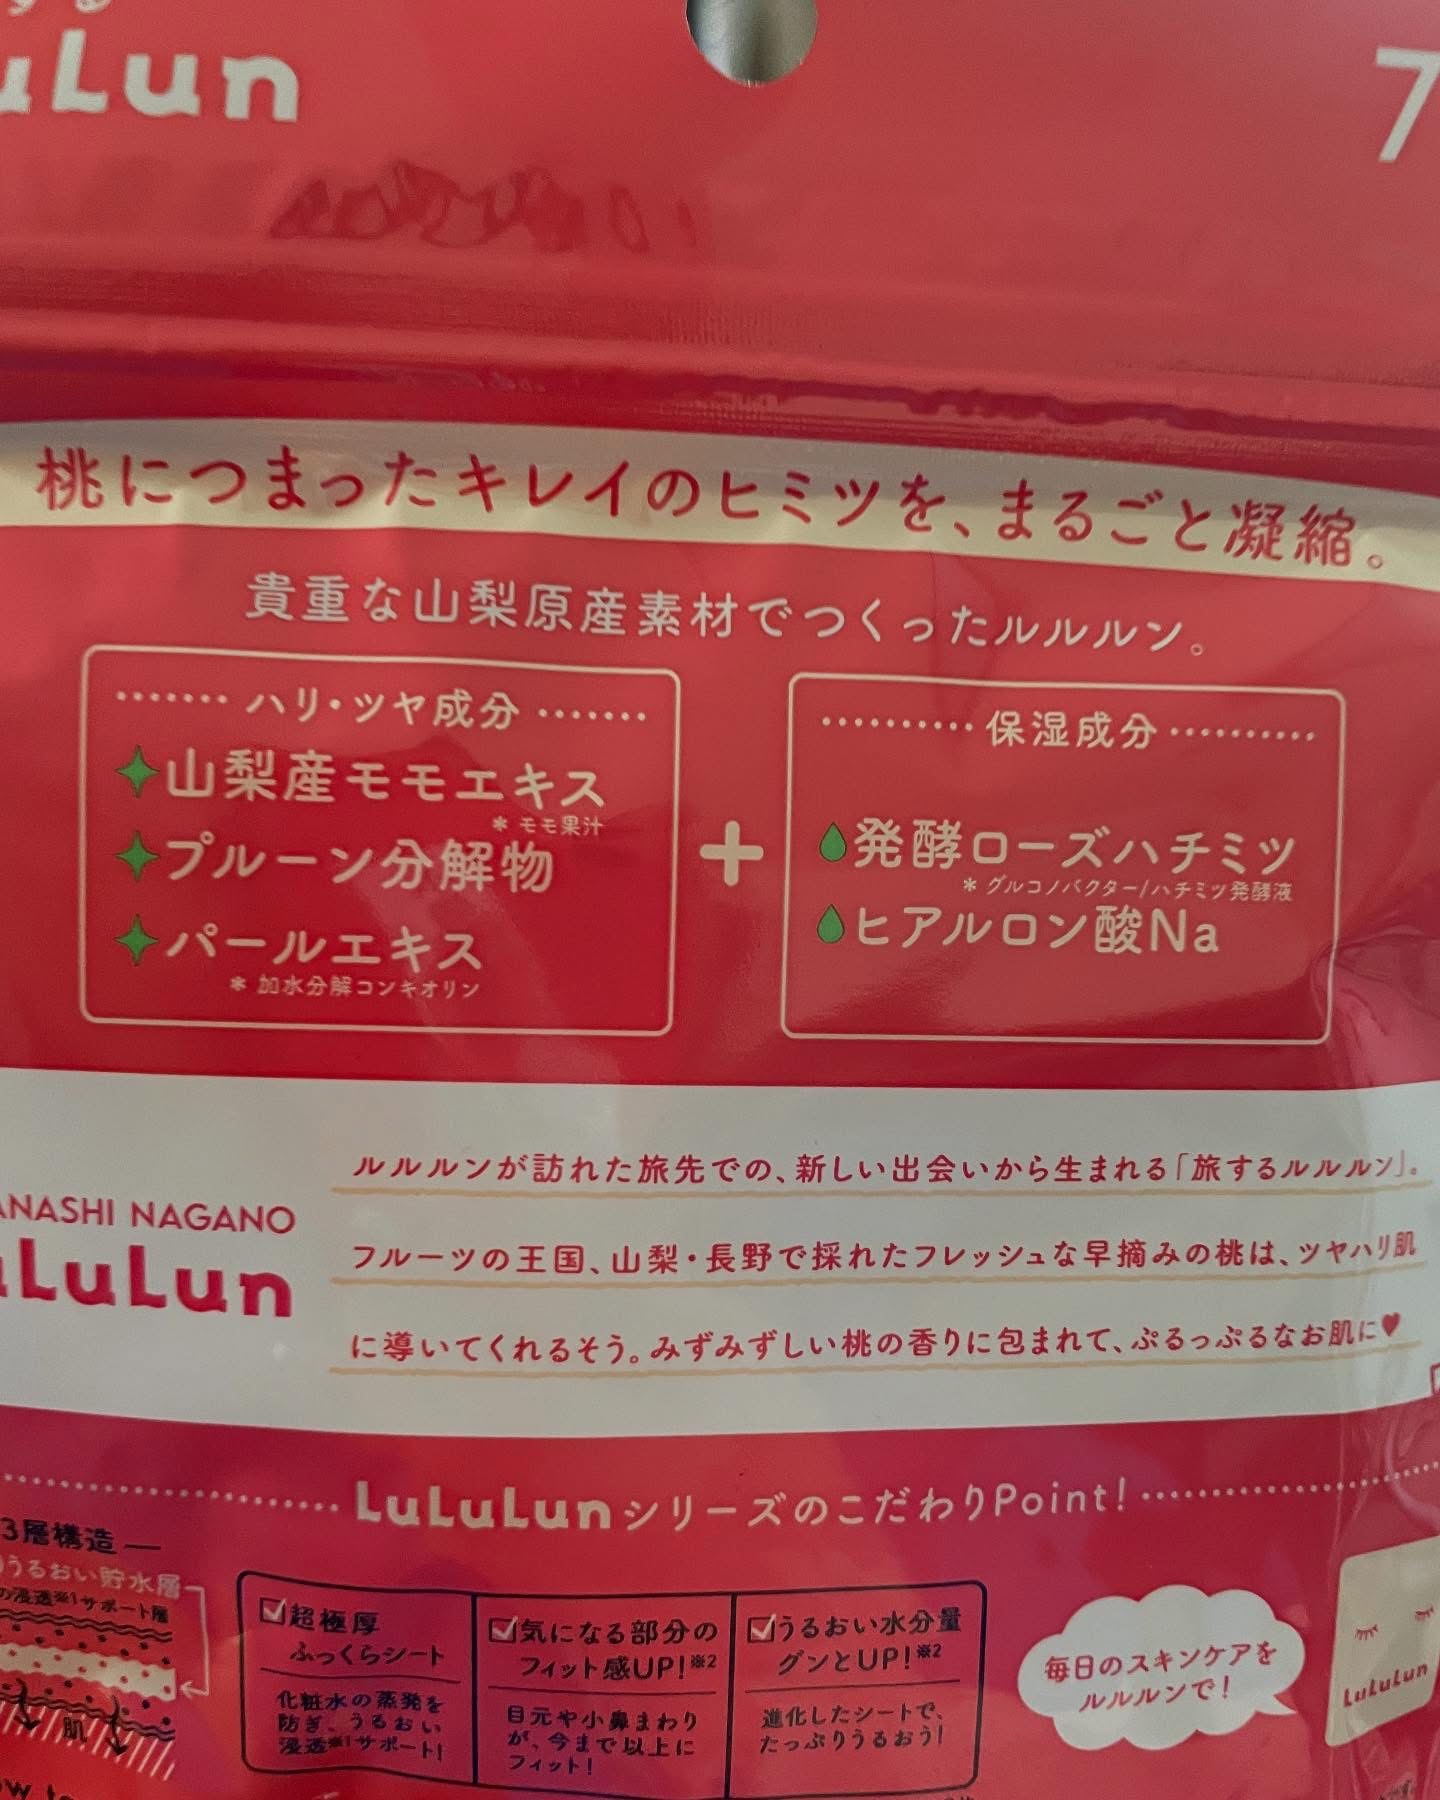 する
uLuLun
7
桃につまったキレイのヒミツを、まるごと凝縮。
貴重な山梨原産素材でつくったルルルン。
ハリ・ツヤ成分
山梨産モモエキス
* モモ果汁
プルーン分解物
パールエキス
* 加水分解コンキオリン
+
保湿成分
発酵ローズハチミツ
* グルコノバクター/ハチミツ発酵液
ヒアルロン酸Na
ANASHI NAGANO
uLuLun
ルルルンが訪れた旅先での、新しい出会いから生まれる「旅するルルルン」。
フルーツの王国、山梨・長野で採れたフレッシュな早摘みの桃は、ツヤハリ肌
に導いてくれるそう。みずみずしい桃の香りに包まれて、ぷるっぷるなお肌に♥
LuLuLunシリーズのこだわりPoint!
3層構造
うるおい貯水層
の浸透※1サポート層
肌
超極厚
ふっくらシート
化粧水の蒸発を
防ぎ、うるおい
浸透※1サポート!
気になる部分の
フィット感UP!※2
目元や小鼻まわり
が、今まで以上に
フィット!
うるおい水分量
グンとUP!※2
進化したシートで、
たっぷりうるおう!
毎日のスキンケアを
ルルルンで!
LuLuLun